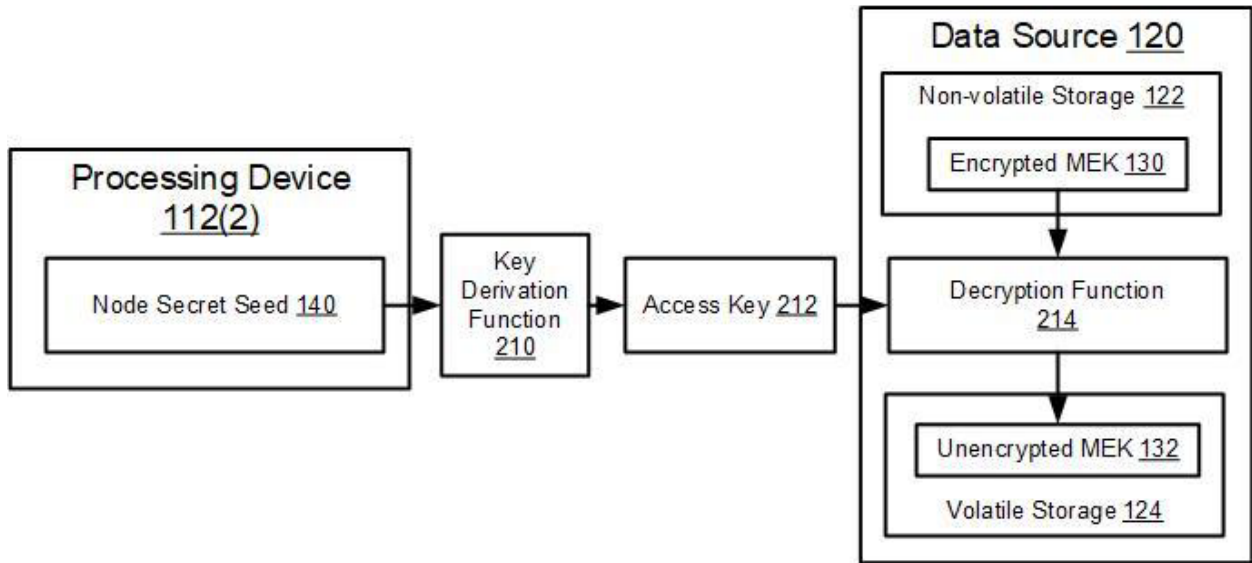 Processing Device
112(2)
Node Secret Seed 140
Key
Derivation
Function
210
Access Key 212
Data Source 120
Non-volatile Storage 122
Encrypted MEK 130
Decryption Function
214
Unencrypted MEK 132
Volatile Storage 124